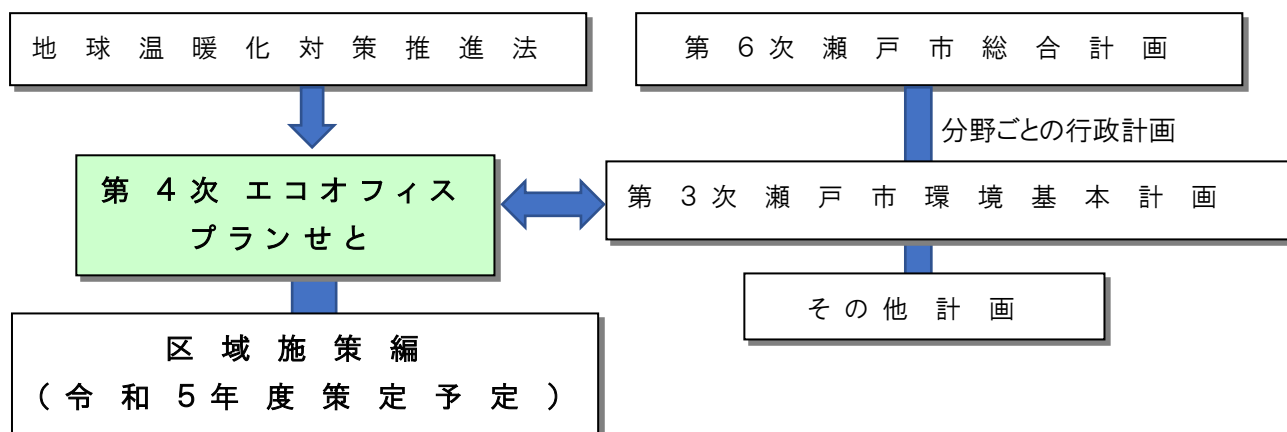 地球温暖化対策推進法
第6次瀬戸市総合計画
分野ごとの行政計画
第4次エコオフィス
プランせと
第3次瀬戸市環境基本計画
その他計画
区域施策編
(令和5年度策定予定)